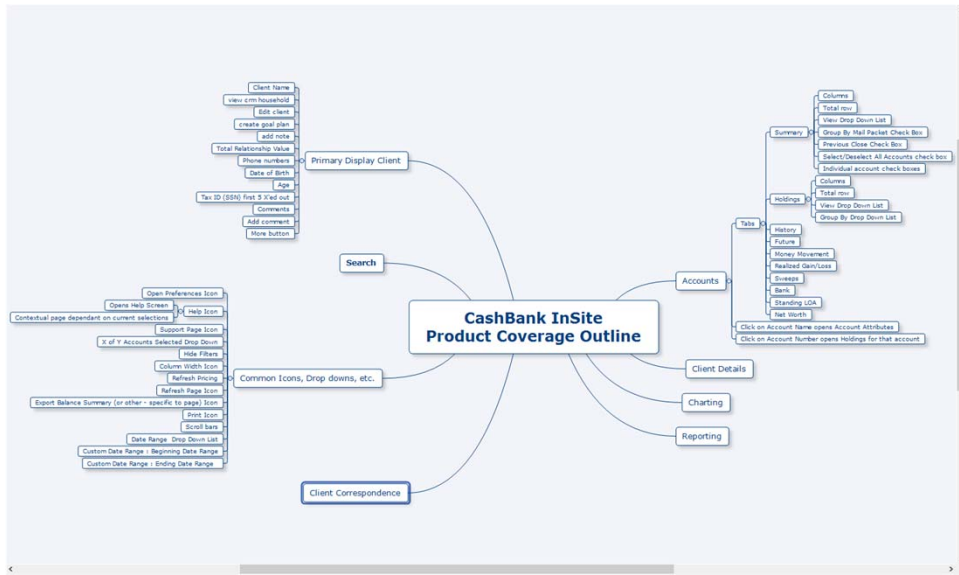 Client Name
view crm household
Edit client
create goal plan
add note
Total Relationship Value
Phone numbers
Date of Birth
Age
Tax ID (SSN) first 5 X'ed out
Comments
Add comment
More button
Primary Display Client
Search
Open Preferences Icon
Opens Help Screen
Contextual page dependant on current selections
Help Icon
Support Page Icon
X of Y Accounts Selected Drop Down
Hide Filters
Column Width Icon
Refresh Pricing
Refresh Page Icon
Export Balance Summary (or other - specific to page) Icon
Print Icon
Scroll bars
Date Range Drop Down List
Custom Date Range : Beginning Date Range
Custom Date Range : Ending Date Range
Common Icons, Drop downs, etc.
Client Correspondence
CashBank InSite
Product Coverage Outline
Accounts
Tabs
Summary
Columns
Total row
View Drop Down List
Group By Mail Packet Check Box
Previous Close Check Box
Select/Deselect All Accounts check box
Individual account check boxes
Holdings
Columns
Total row
View Drop Down List
Group By Drop Down List
History
Future
Money Movement
Realized Gain/Loss
Sweeps
Bank
Standing LOA
Net Worth
Click on Account Name opens Account Attributes
Click on Account Number opens Holdings for that account
Client Details
Charting
Reporting